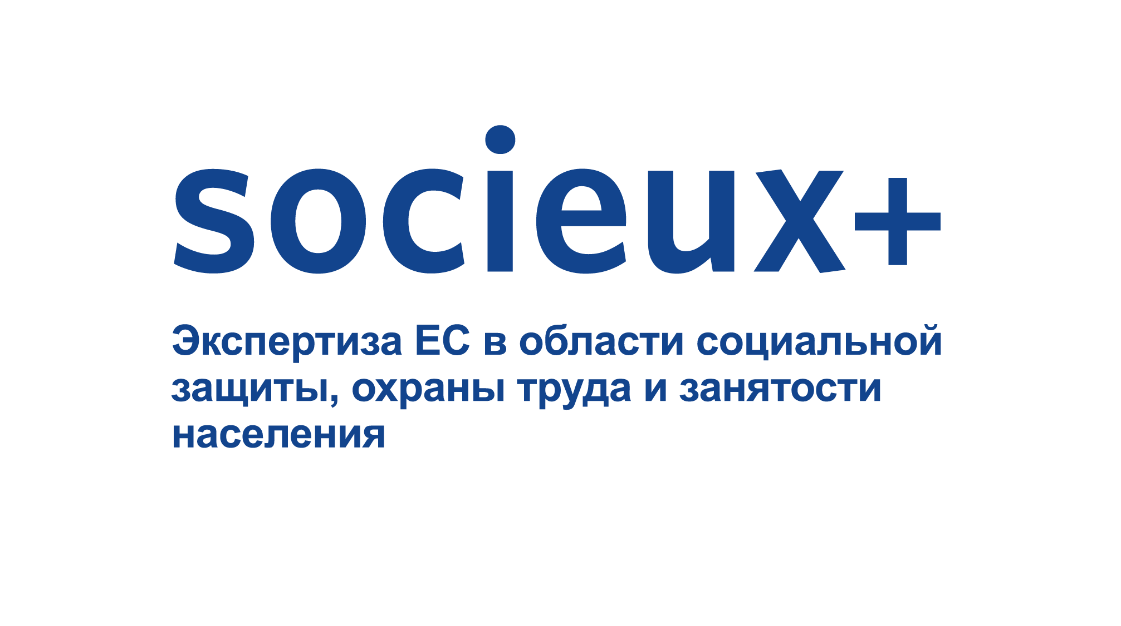 socieux+
Экспертиза ЕС в области социальной
защиты, охраны труда и занятости
населения